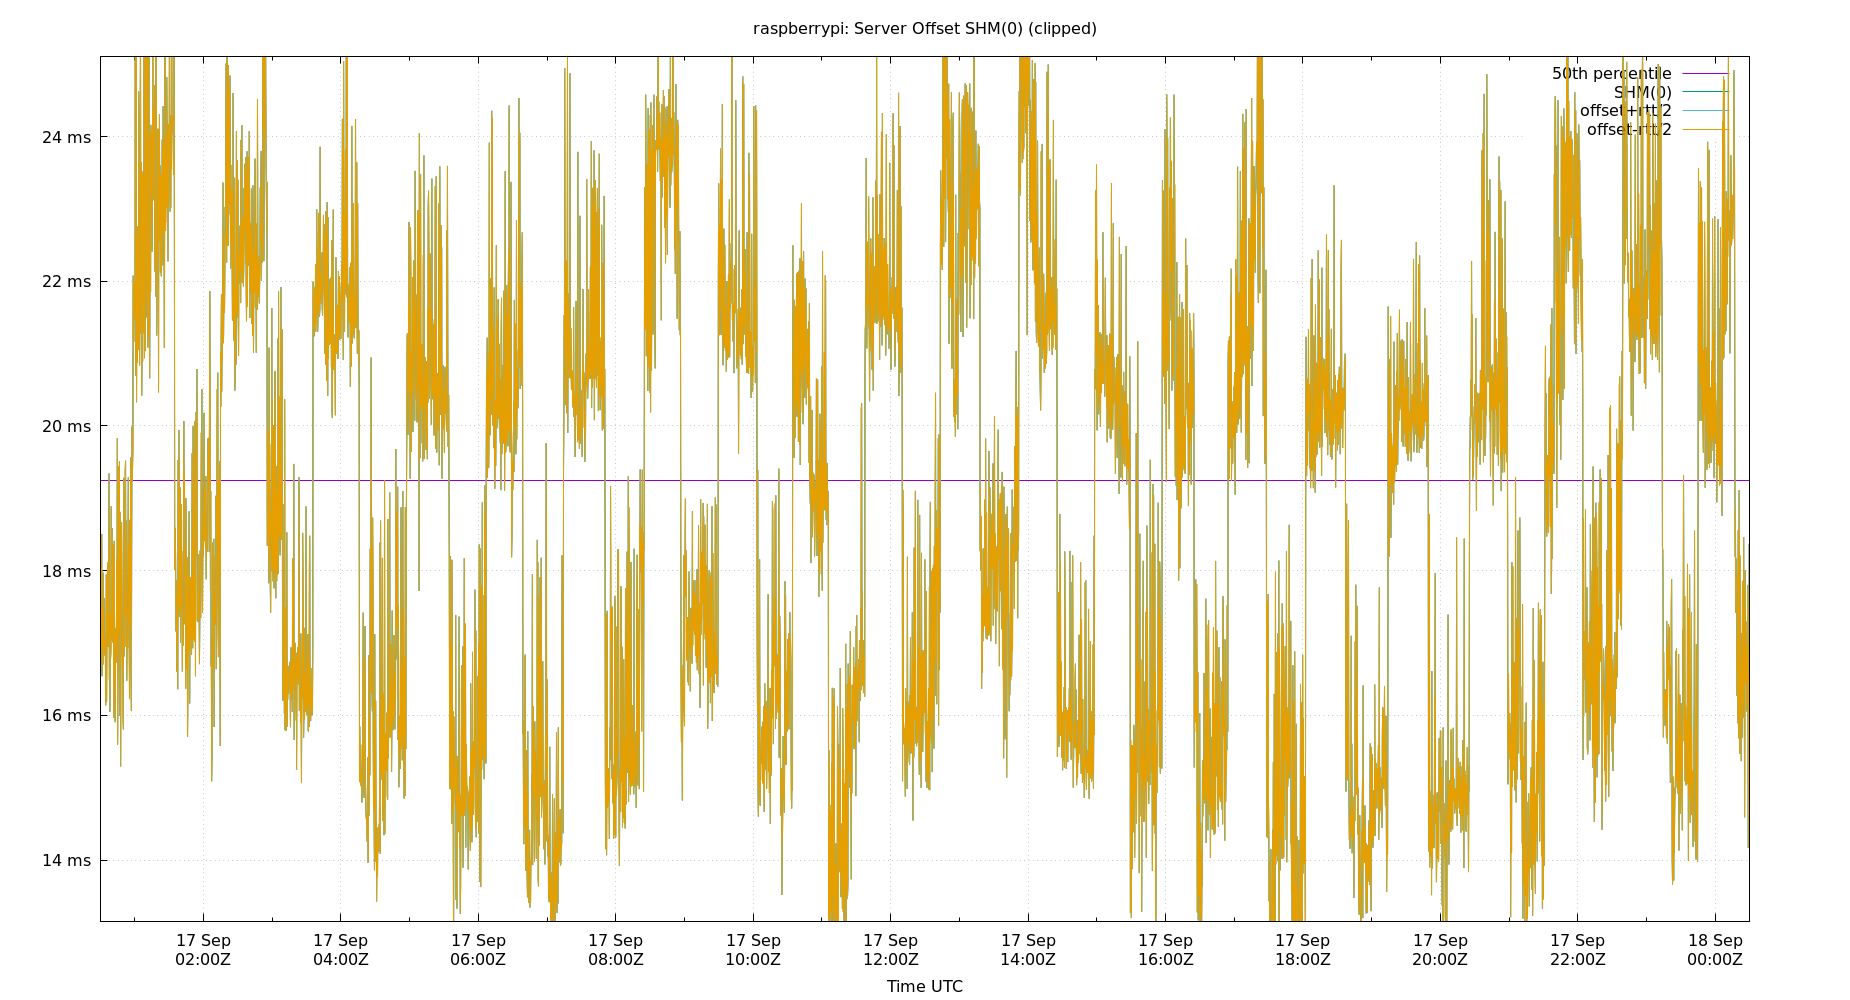 raspberrypi: Server Offset SHM(0) (clipped)
50th percentile
SHM(0)
offset+rtt/2
offset-rtt/2
24 ms
22 ms
20 ms
18 ms
16 ms
14 ms
17 Sep 17 Sep 17 Sep 17 Sep 17 Sep 17 Sep 17 Sep 17 Sep 17 Sep 17 Sep 17 Sep 18 Sep
02:00Z 04:00Z 06:00Z 08:00Z 10:00Z 12:00Z 14:00Z 16:00Z 18:00Z 20:00Z 22:00Z 00:00Z
Time UTC